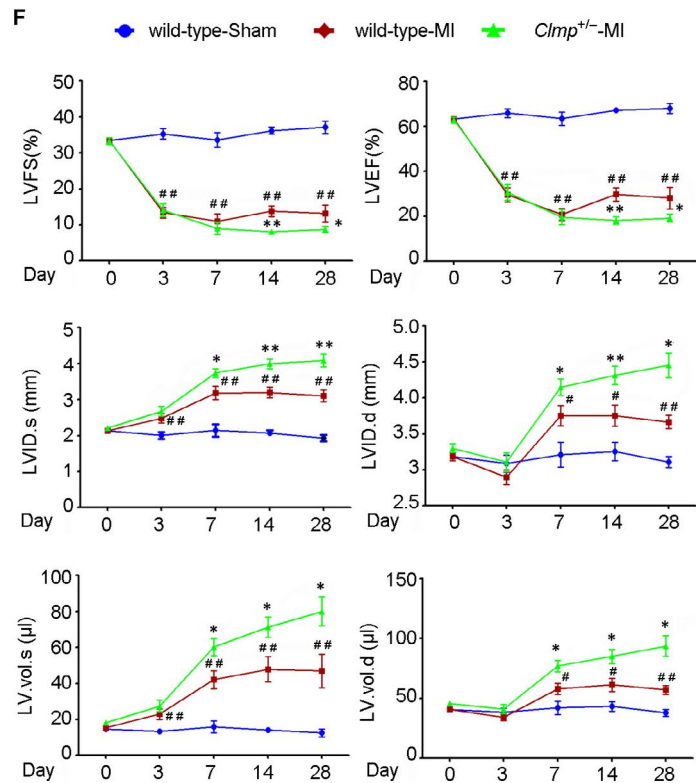 F
wild-type-Sham wild-type-MI Clmp+/−-MI
LVFS(%)
50
40
30
20
10
0
## ## ## ##
** *
Day 0 3 7 14 28
LVEF(%)
80
60
40
20
0
## ## ## ##
** *
Day 0 3 7 14 28
LVID.s (mm)
5
4
3
2
1
0
* ** **
## ## ## ##
Day 0 3 7 14 28
LVID.d (mm)
5.0
4.5
4.0
3.5
3.0
2.5
* ** *
# # ##
Day 0 3 7 14 28
LV.vol.s (μl)
100
80
60
40
20
0
* * *
## ## ## ##
Day 0 3 7 14 28
LV.vol.d (μl)
150
100
50
0
* * *
# # ##
Day 0 3 7 14 28